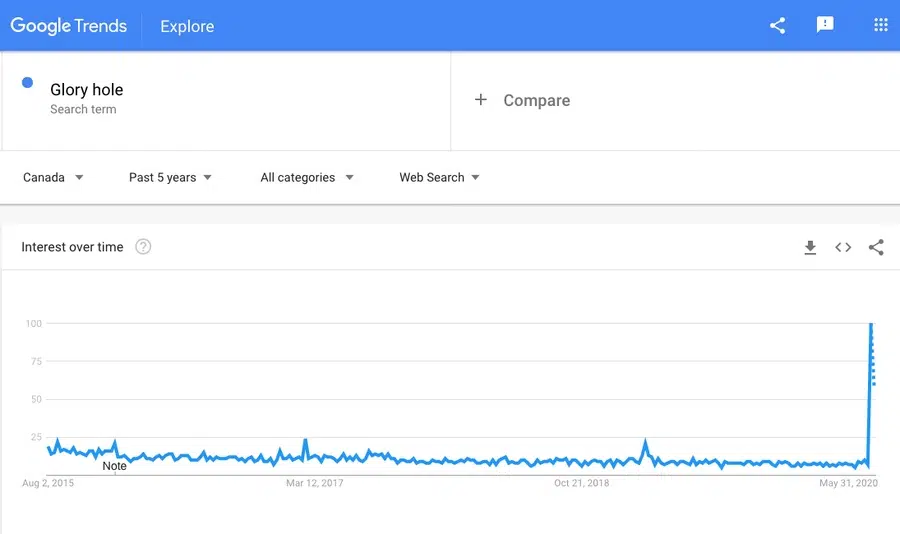 Google Trends Explore
Glory hole
Search term
+ Compare
Canada Past 5 years All categories Web Search
Interest over time ?
100
75
50
25
Note
Aug 2, 2015 Mar 12, 2017 Oct 21, 2018 May 31, 2020